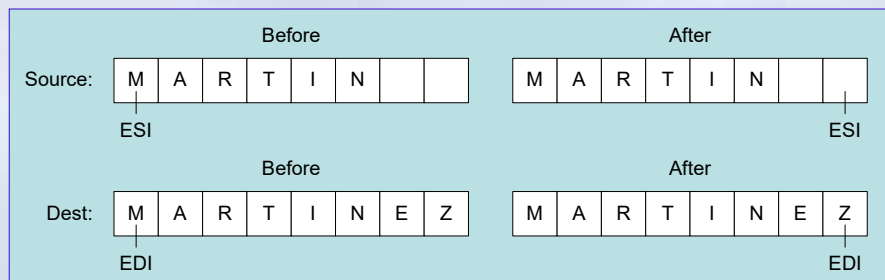 Before After
Source: M A R T I N M A R T I N
ESI ESI
Before After
Dest: M A R T I N E Z M A R T I N E Z
EDI EDI